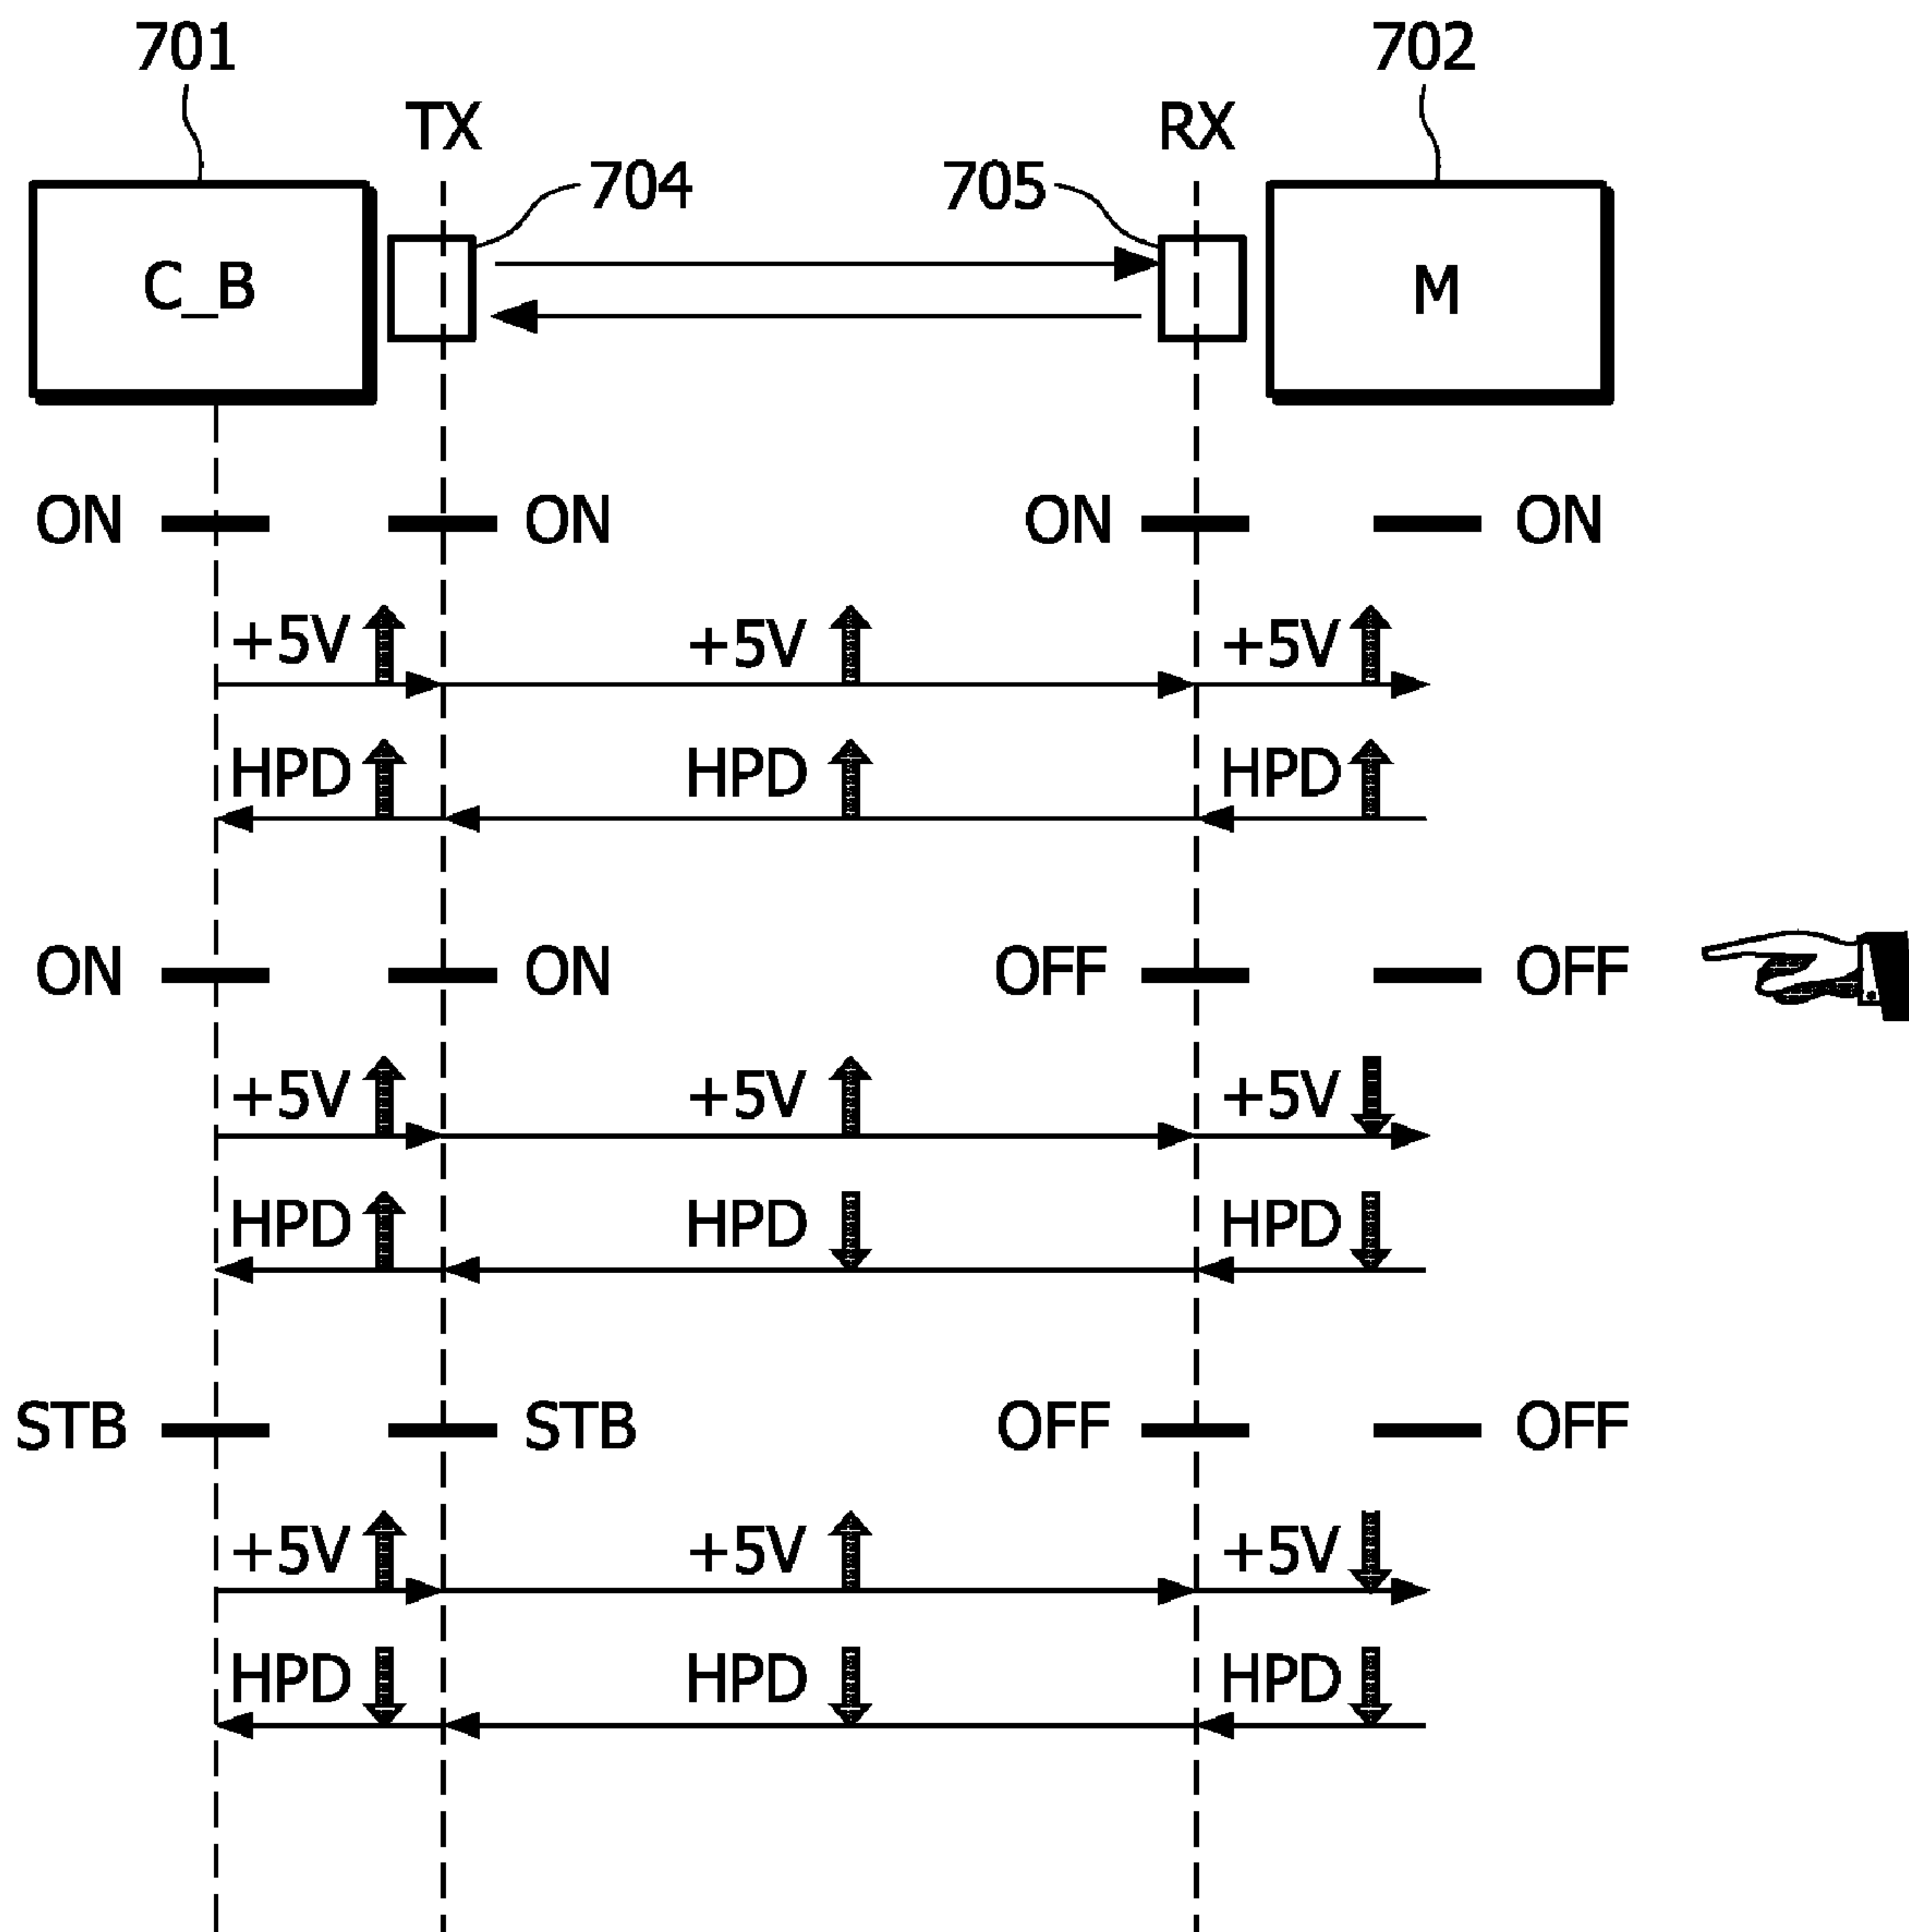 701
702
TX
RX
704
705
C_B
M
ON ON ON ON
+5V +5V +5V
HPD HPD HPD
ON ON OFF OFF
+5V +5V +5V
HPD HPD HPD
STB STB OFF OFF
+5V +5V +5V
HPD HPD HPD